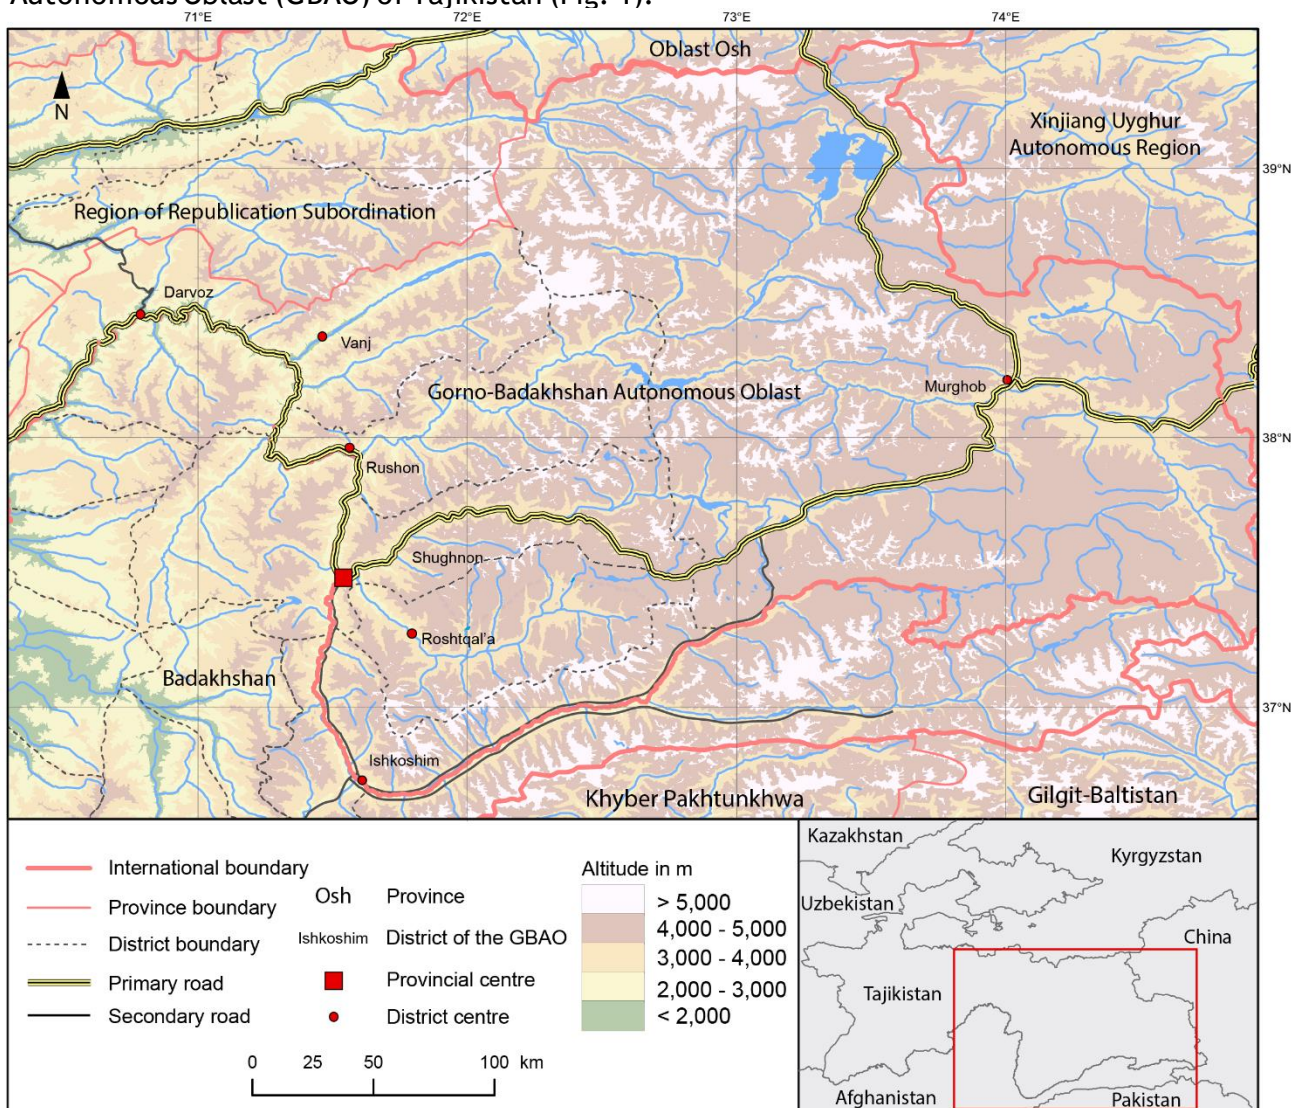 Autonomous Oblast (GBAO) of Tajikistan (Fig. 1).
71°E 72°E 73°E 74°E
Oblast Osh
N
Xinjiang Uyghur
Autonomous Region
39°N
Region of Republication Subordination
Darvoz
Vanj
Gorno-Badakhshan Autonomous Oblast
Murghob
38°N
Rushon
Shughnon
Roshtqal'a
Badakhshan
37°N
Ishkoshim
Khyber Pakhtunkhwa
Gilgit-Baltistan
International boundary
Province boundary
District boundary
Primary road
Secondary road
Osh Province
Ishkoshim District of the GBAO
Provincial centre
District centre
0 25 50 100 km
Altitude in m
> 5,000
4,000 - 5,000
3,000 - 4,000
2,000 - 3,000
< 2,000
Kazakhstan
Kyrgyzstan
Uzbekistan
China
Tajikistan
Afghanistan
Pakistan